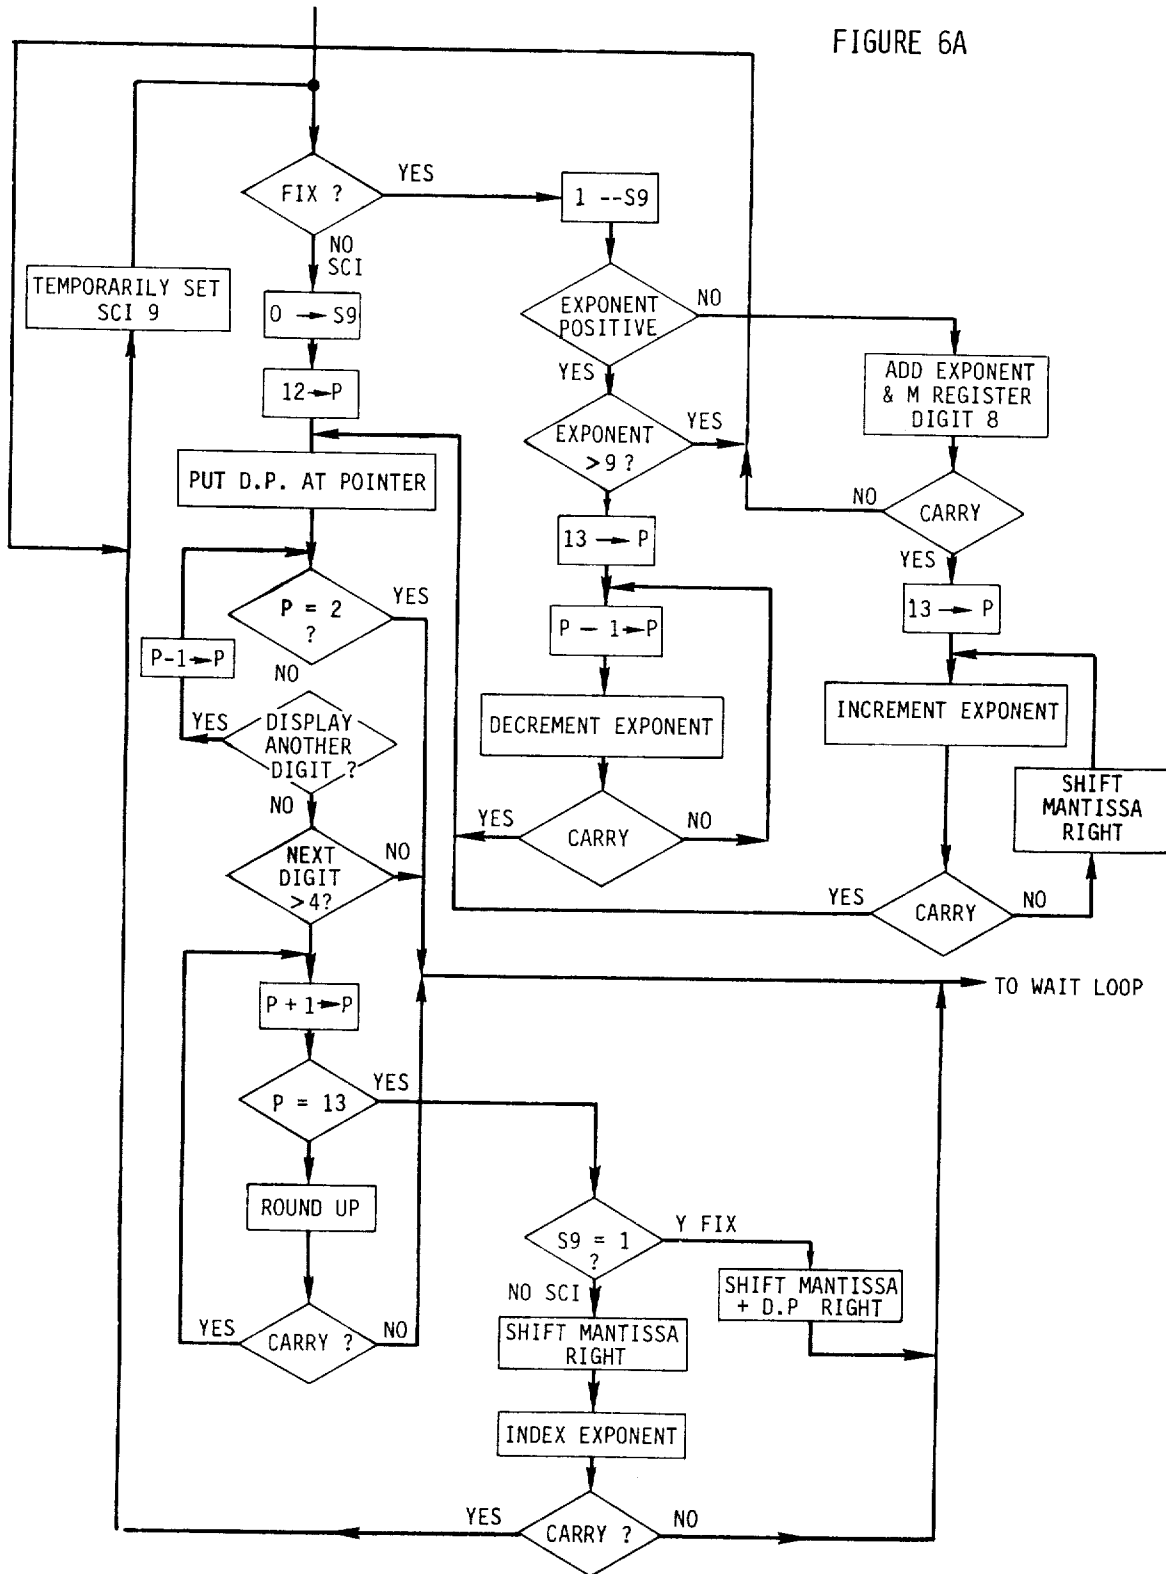 FIGURE 6A
FIX ?
YES
NO
SCI
1 --S9
TEMPORARILY SET
SCI 9
0 → S9
12→P
EXPONENT
POSITIVE
NO
YES
ADD EXPONENT
& M REGISTER
DIGIT 8
EXPONENT
>9 ?
YES
PUT D.P. AT POINTER
NO
CARRY
YES
13 → P
13 → P
P = 2
?
YES
NO
P-1→P
P - 1→P
YES
DISPLAY
ANOTHER
DIGIT ?
NO
DECREMENT EXPONENT
INCREMENT EXPONENT
SHIFT
MANTISSA
RIGHT
YES
CARRY
NO
NEXT
DIGIT
>4?
NO
YES
CARRY
NO
P + 1→P
TO WAIT LOOP
P = 13
YES
ROUND UP
S9 = 1
?
Y FIX
NO SCI
SHIFT MANTISSA
+ D.P RIGHT
YES
CARRY ?
NO
SHIFT MANTISSA
RIGHT
INDEX EXPONENT
YES
CARRY ?
NO